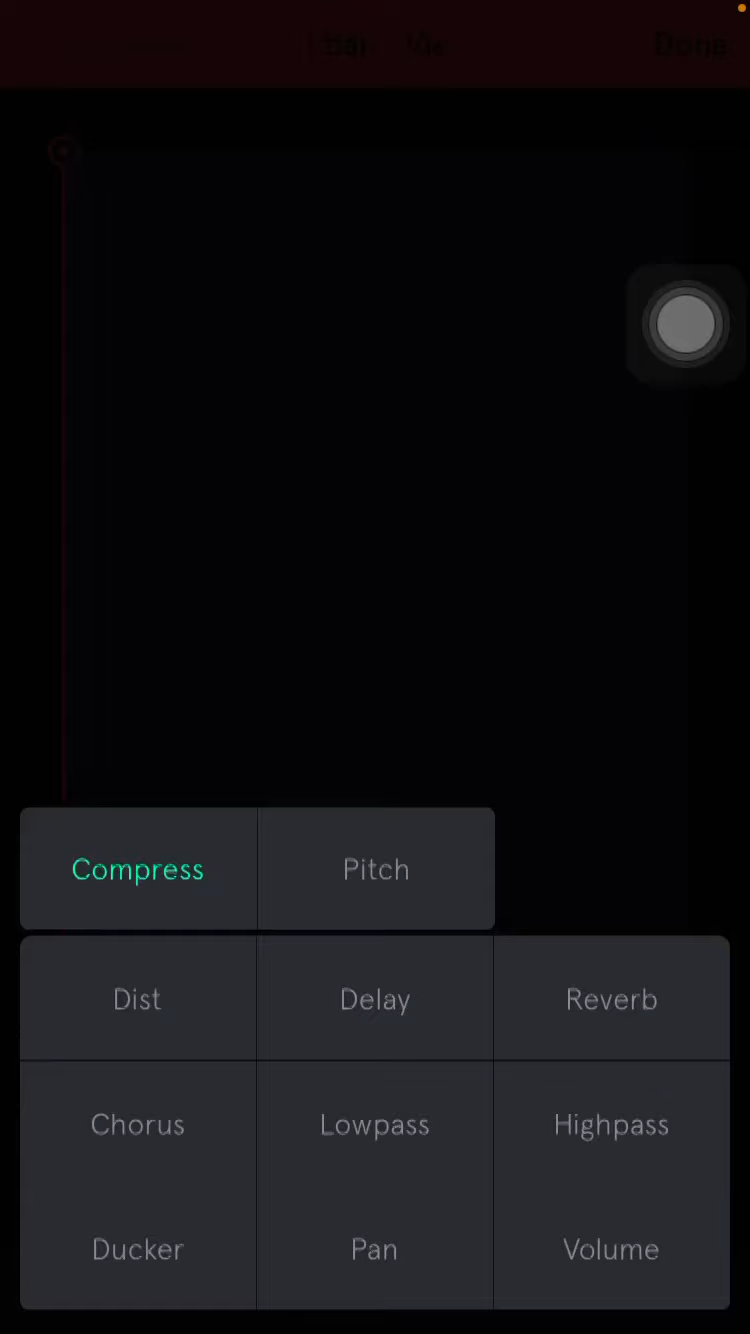 Done
Compress Pitch
Dist Delay Reverb
Chorus Lowpass Highpass
Ducker Pan Volume